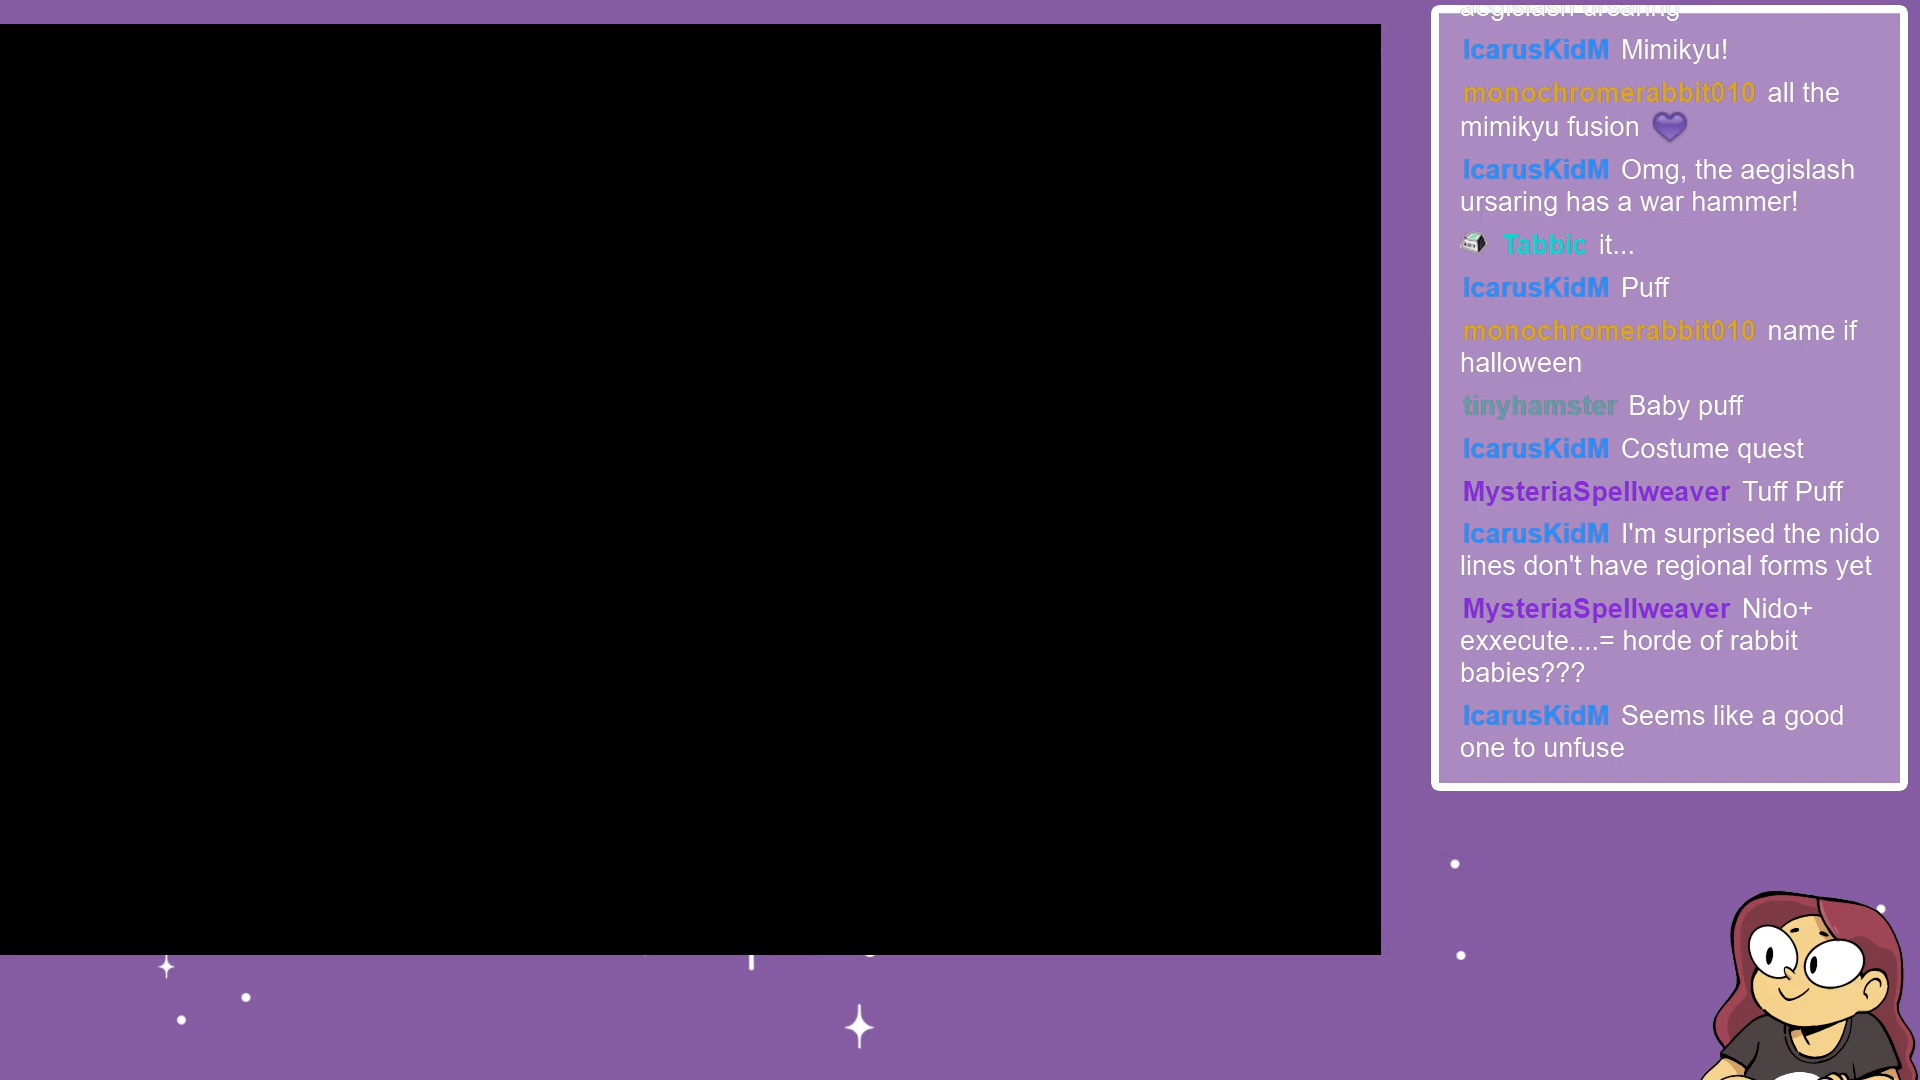 aegislash ursaring
IcarusKidM Mimikyu!
monochromerabbit010 all the
mimikyu fusion
IcarusKidM Omg, the aegislash
ursaring has a war hammer!
Tabbic it...
IcarusKidM Puff
monochromerabbit010 name if
halloween
tinyhamster Baby puff
IcarusKidM Costume quest
MysteriaSpellweaver Tuff Puff
IcarusKidM I'm surprised the nido
lines don't have regional forms yet
MysteriaSpellweaver Nido+
exxecute....= horde of rabbit
babies???
IcarusKidM Seems like a good
one to unfuse